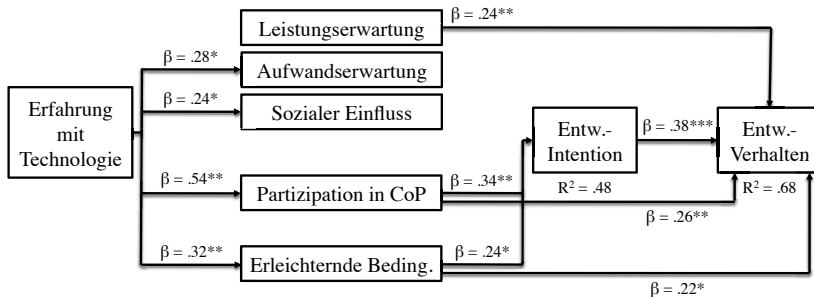 Leistungserwartung
β = .24**
β = .28*
Aufwandserwartung
β = .24*
Sozialer Einfluss
Erfahrung
mit
Technologie
Entw.-
Intention
β = .38***
Entw.-
Verhalten
β = .54**
Partizipation in CoP
β = .34**
R² = .48
R² = .68
β = .26**
β = .32**
Erleichternde Beding.
β = .24*
β = .22*